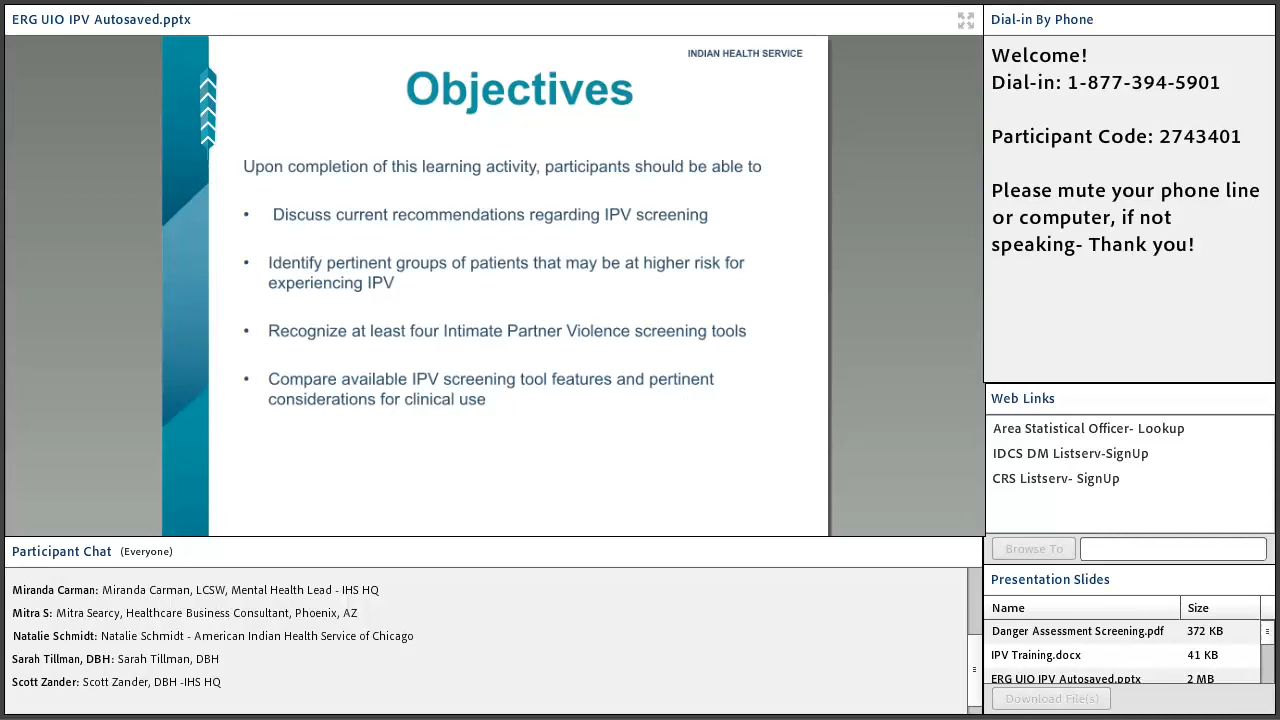 ERG UIO IPV Autosaved.pptx
INDIAN HEALTH SERVICE
Objectives
Upon completion of this learning activity, participants should be able to
• Discuss current recommendations regarding IPV screening
• Identify pertinent groups of patients that may be at higher risk for
experiencing IPV
• Recognize at least four Intimate Partner Violence screening tools
• Compare available IPV screening tool features and pertinent
considerations for clinical use
Participant Chat (Everyone)
Miranda Carman: Miranda Carman, LCSW, Mental Health Lead - IHS HQ
Mitra S: Mitra Searcy, Healthcare Business Consultant, Phoenix, AZ
Natalie Schmidt: Natalie Schmidt - American Indian Health Service of Chicago
Sarah Tillman, DBH: Sarah Tillman, DBH
Scott Zander: Scott Zander, DBH -IHS HQ
Dial-in By Phone
Welcome!
Dial-in: 1-877-394-5901
Participant Code: 2743401
Please mute your phone line
or computer, if not
speaking- Thank you!
Web Links
Area Statistical Officer- Lookup
IDCS DM Listserv-SignUp
CRS Listserv- SignUp
Browse To
Presentation Slides
Name Size
Danger Assessment Screening.pdf 372 KB
IPV Training.docx 41 KB
ERG UIO IPV Autosaved.pptx 2 MB
Download File(s)